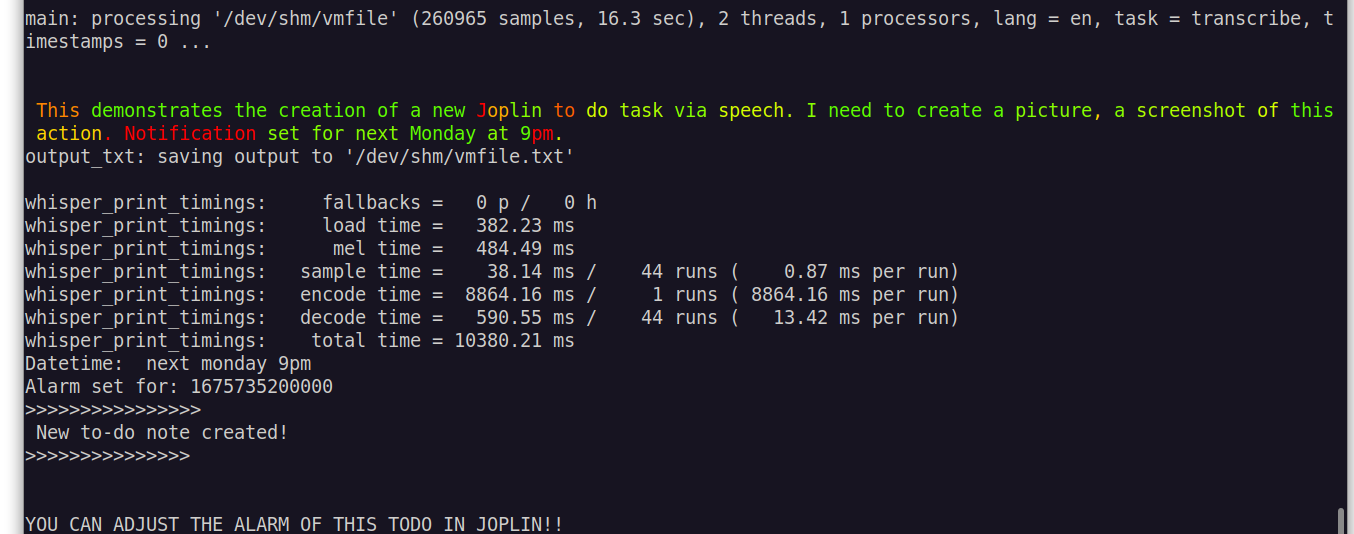 main: processing '/dev/shm/vmfile' (260965 samples, 16.3 sec), 2 threads, 1 processors, lang = en, task = transcribe, t
imestamps = 0 ...
This demonstrates the creation of a new Joplin to do task via speech. I need to create a picture, a screenshot of this
action. Notification set for next Monday at 9pm.
output_txt: saving output to '/dev/shm/vmfile.txt'
whisper_print_timings:     fallbacks =   0 p /   0 h
whisper_print_timings:     load time =   382.23 ms
whisper_print_timings:      mel time =   484.49 ms
whisper_print_timings:   sample time =    38.14 ms /    44 runs (    0.87 ms per run)
whisper_print_timings:   encode time =  8864.16 ms /     1 runs ( 8864.16 ms per run)
whisper_print_timings:   decode time =   590.55 ms /    44 runs (   13.42 ms per run)
whisper_print_timings:    total time = 10380.21 ms
Datetime:  next monday 9pm
Alarm set for: 1675735200000
>>>>>>>>>>>>>>>>
New to-do note created!
>>>>>>>>>>>>>>>
YOU CAN ADJUST THE ALARM OF THIS TODO IN JOPLIN!!